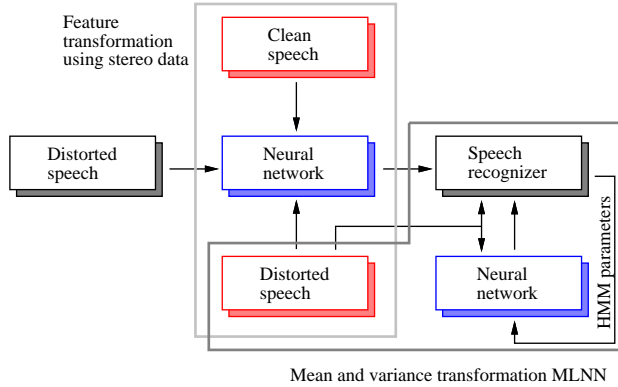 Feature
transformation
using stereo data
Clean
speech
Distorted
speech
Neural
network
Speech
recognizer
Distorted
speech
Neural
network
HMM parameters
Mean and variance transformation MLNN